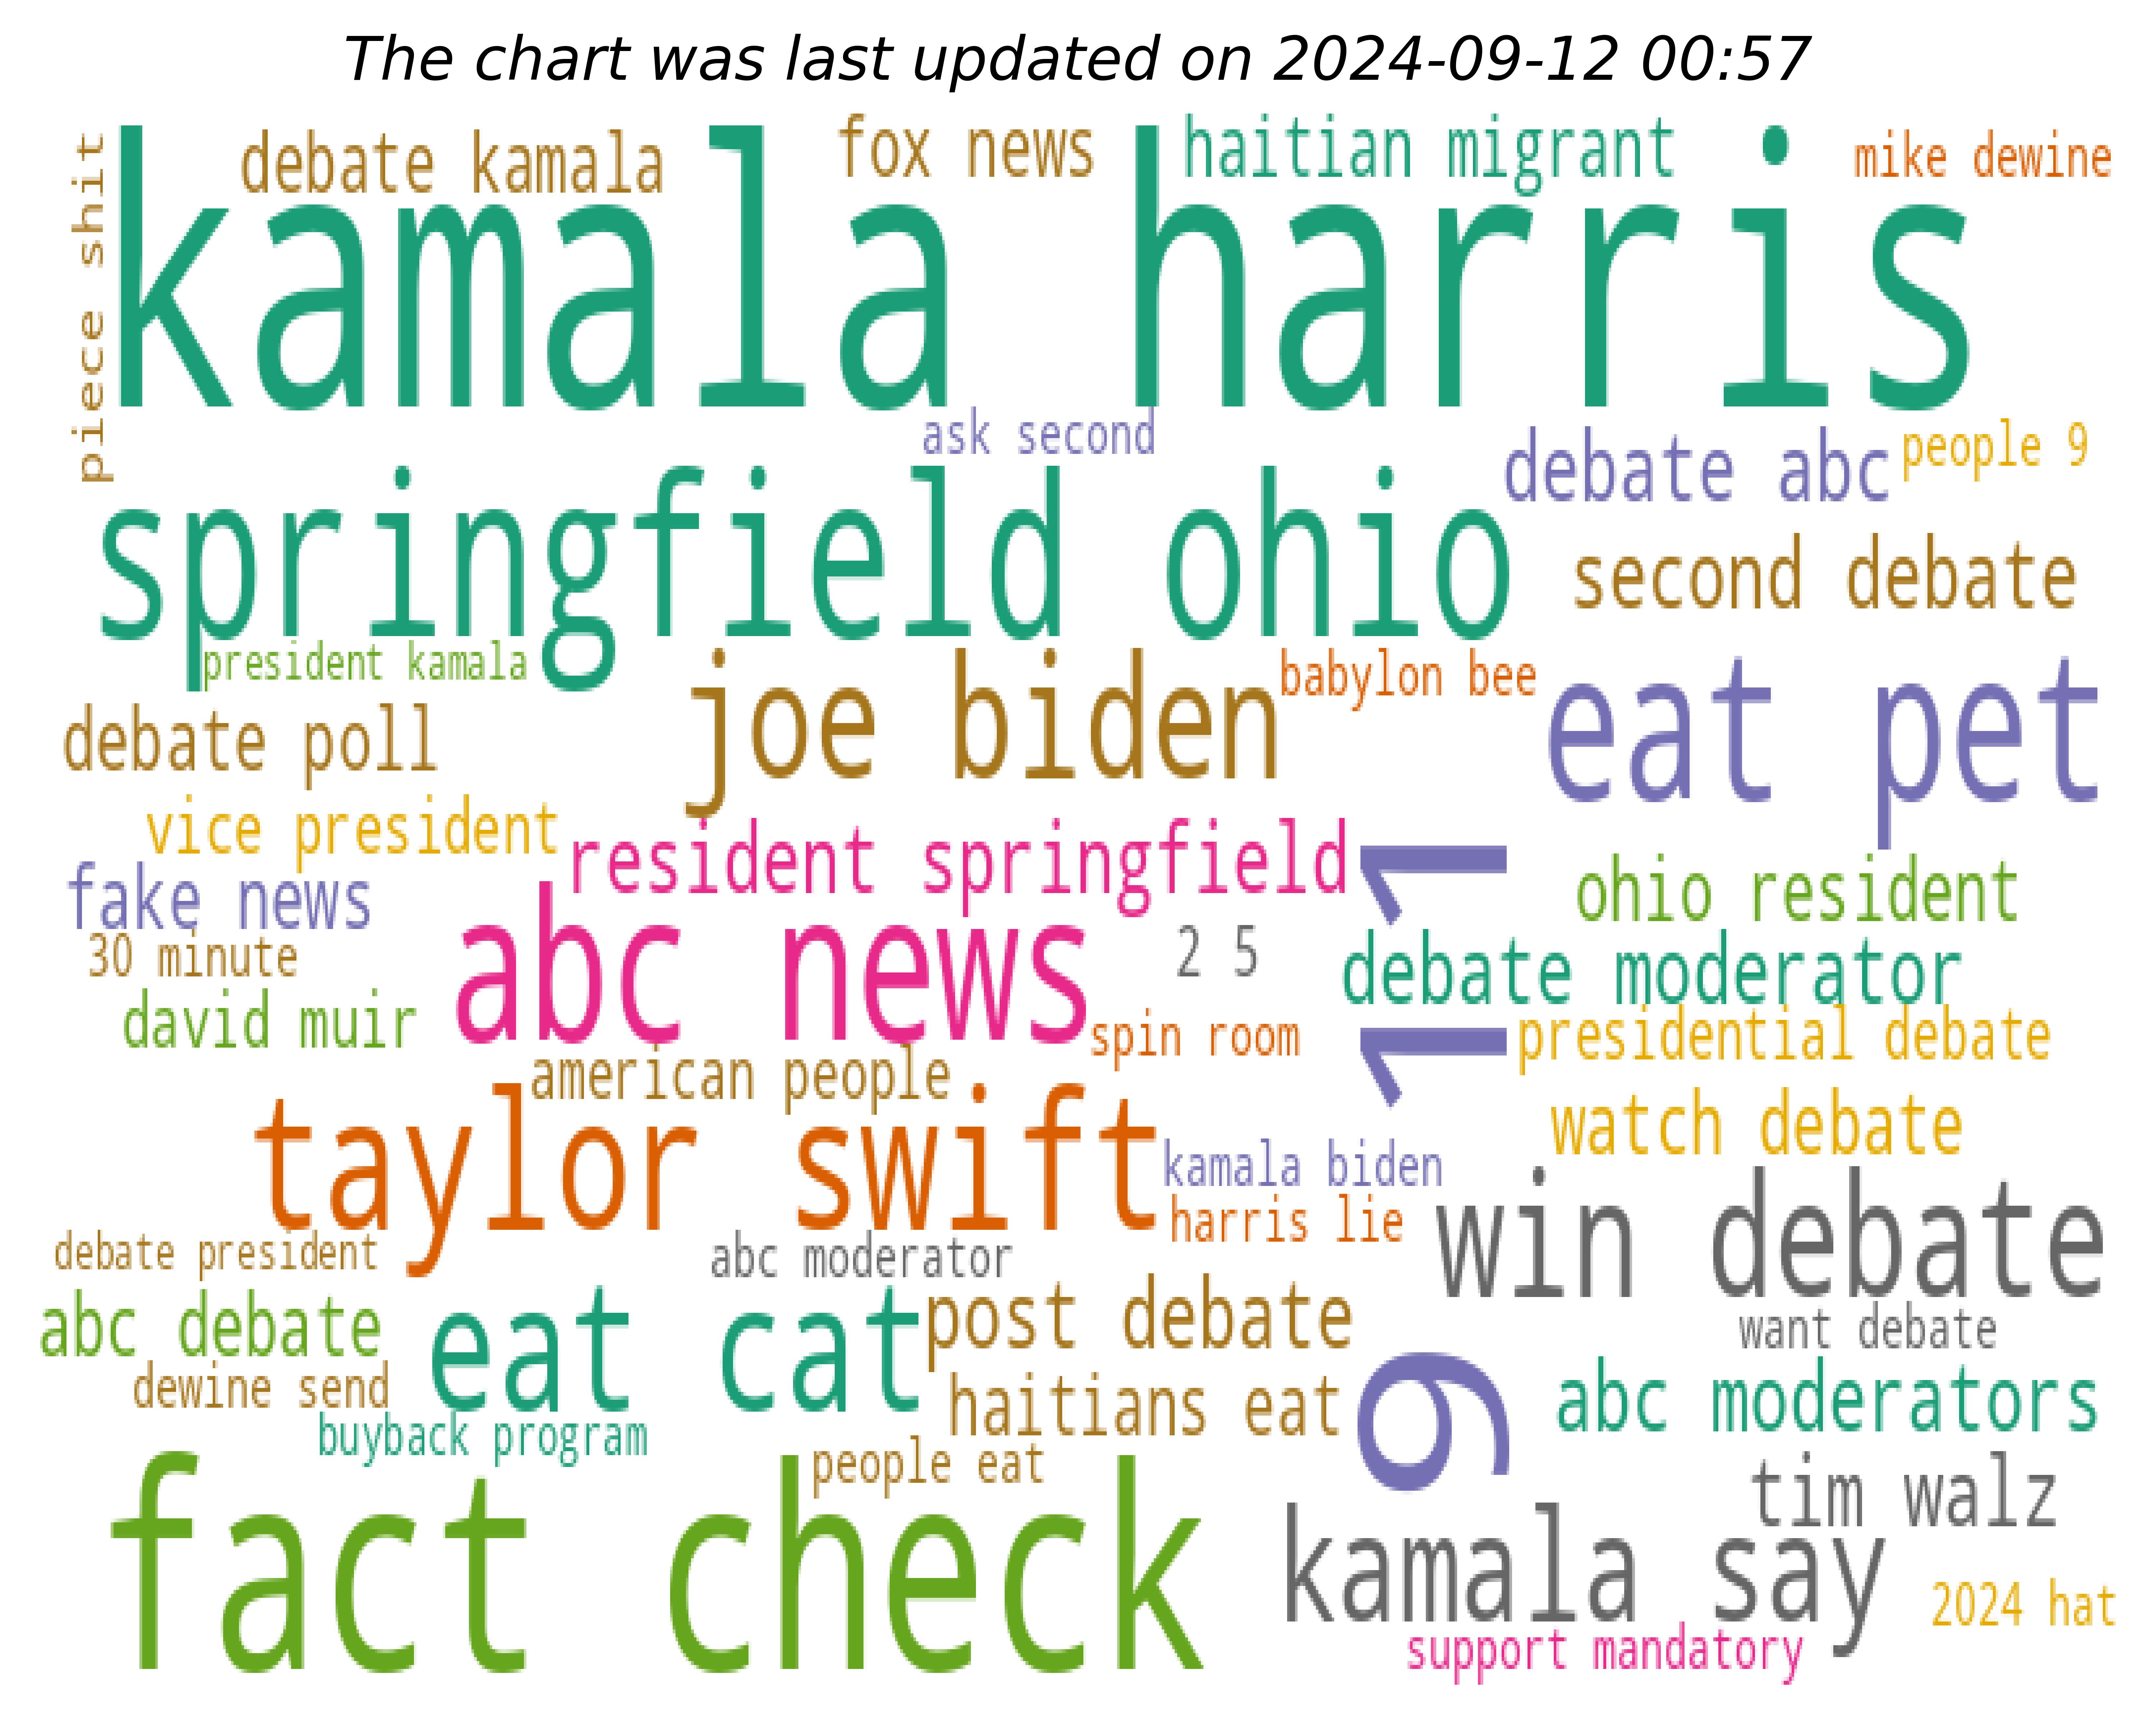 The chart was last updated on 2024-09-12 00:57
piece shit
debate kamala
fox news
haitian migrant
mike dewine
kamala harris
ask second
debate abc
people 9
springfield ohio
second debate
president kamala
joe biden
babylon bee
eat pet
debate poll
vice president
resident springfield
9 11
ohio resident
fake news
abc news
2 5
debate moderator
30 minute
david muir
spin room
presidential debate
american people
taylor swift
watch debate
kamala biden
win debate
harris lie
debate president
abc moderator
abc debate
eat cat
post debate
want debate
dewine send
haitians eat
abc moderators
buyback program
people eat
tim walz
fact check
kamala say
2024 hat
support mandatory